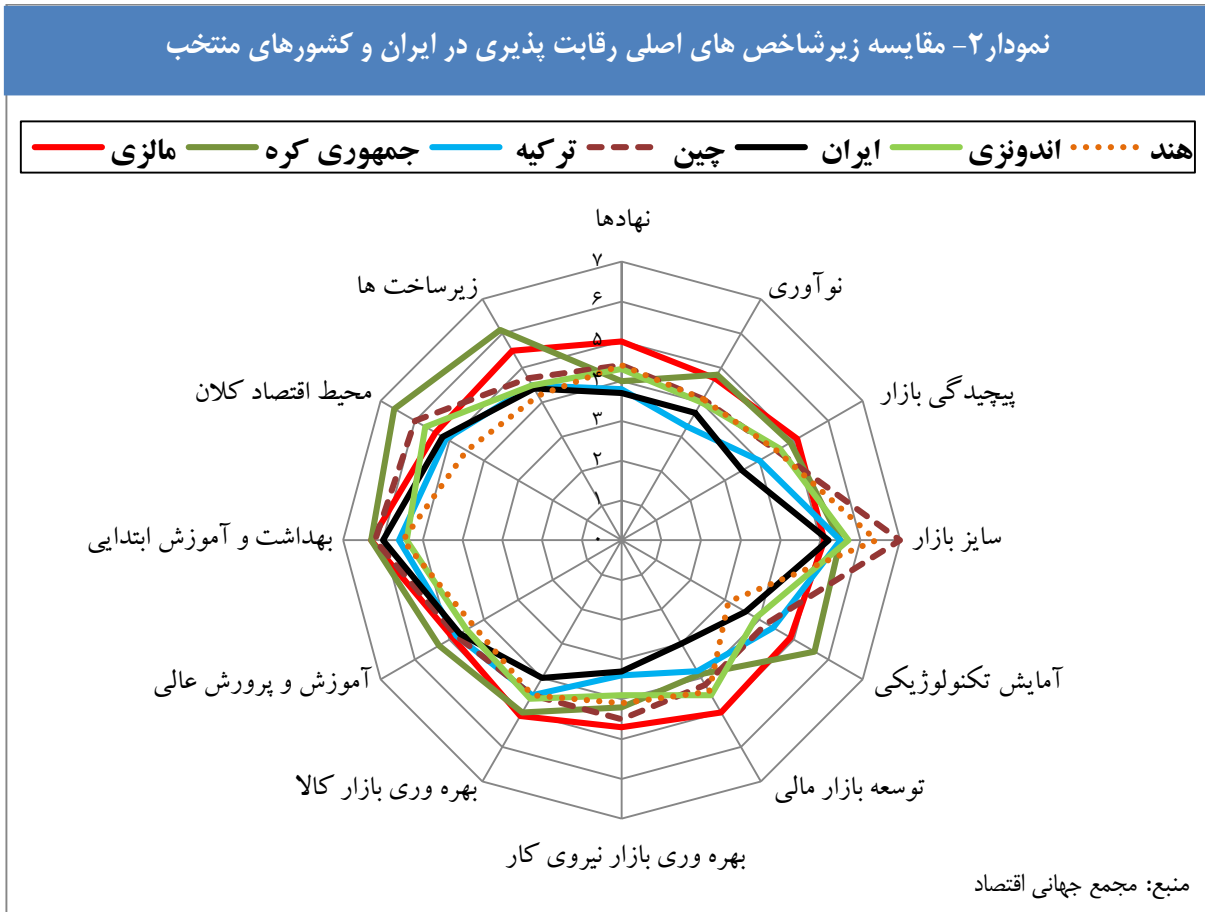 نمودار۲- مقایسه زیرشاخص های اصلی رقابت پذیری در ایران و کشورهای منتخب
هند اندونزی ایران چین ترکیه جمهوری کره مالزی
نهادها
نوآوری
پیچیدگی بازار
سایز بازار
آمایش تکنولوژیکی
توسعه بازار مالی
بهره وری بازار نیروی کار
بهره وری بازار کالا
آموزش و پرورش عالی
بهداشت و آموزش ابتدایی
محیط اقتصاد کلان
زیرساخت ها
۷
۶
۵
۴
۳
۲
۱
۰
منبع: مجمع جهانی اقتصاد